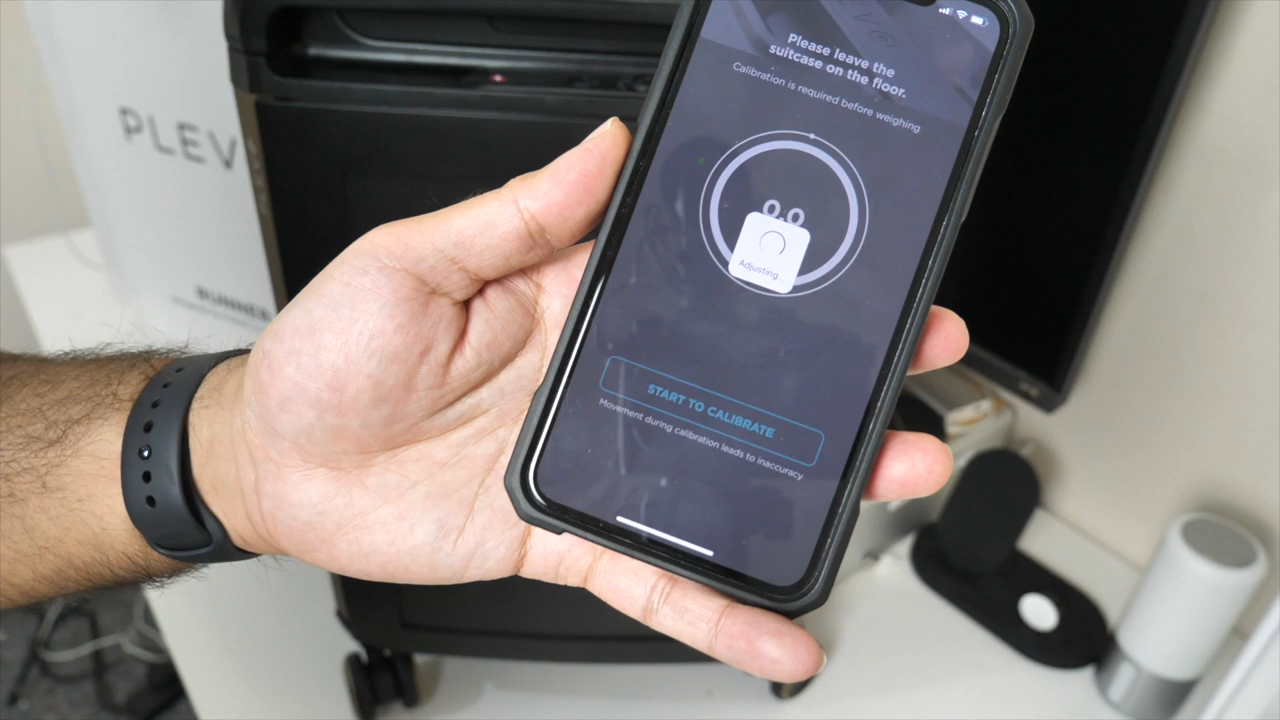 PLEV
RUNNER
Please leave the
suitcase on the floor.
Calibration is required before weighing
0.0
Adjusting...
START TO CALIBRATE
Movement during calibration leads to inaccuracy